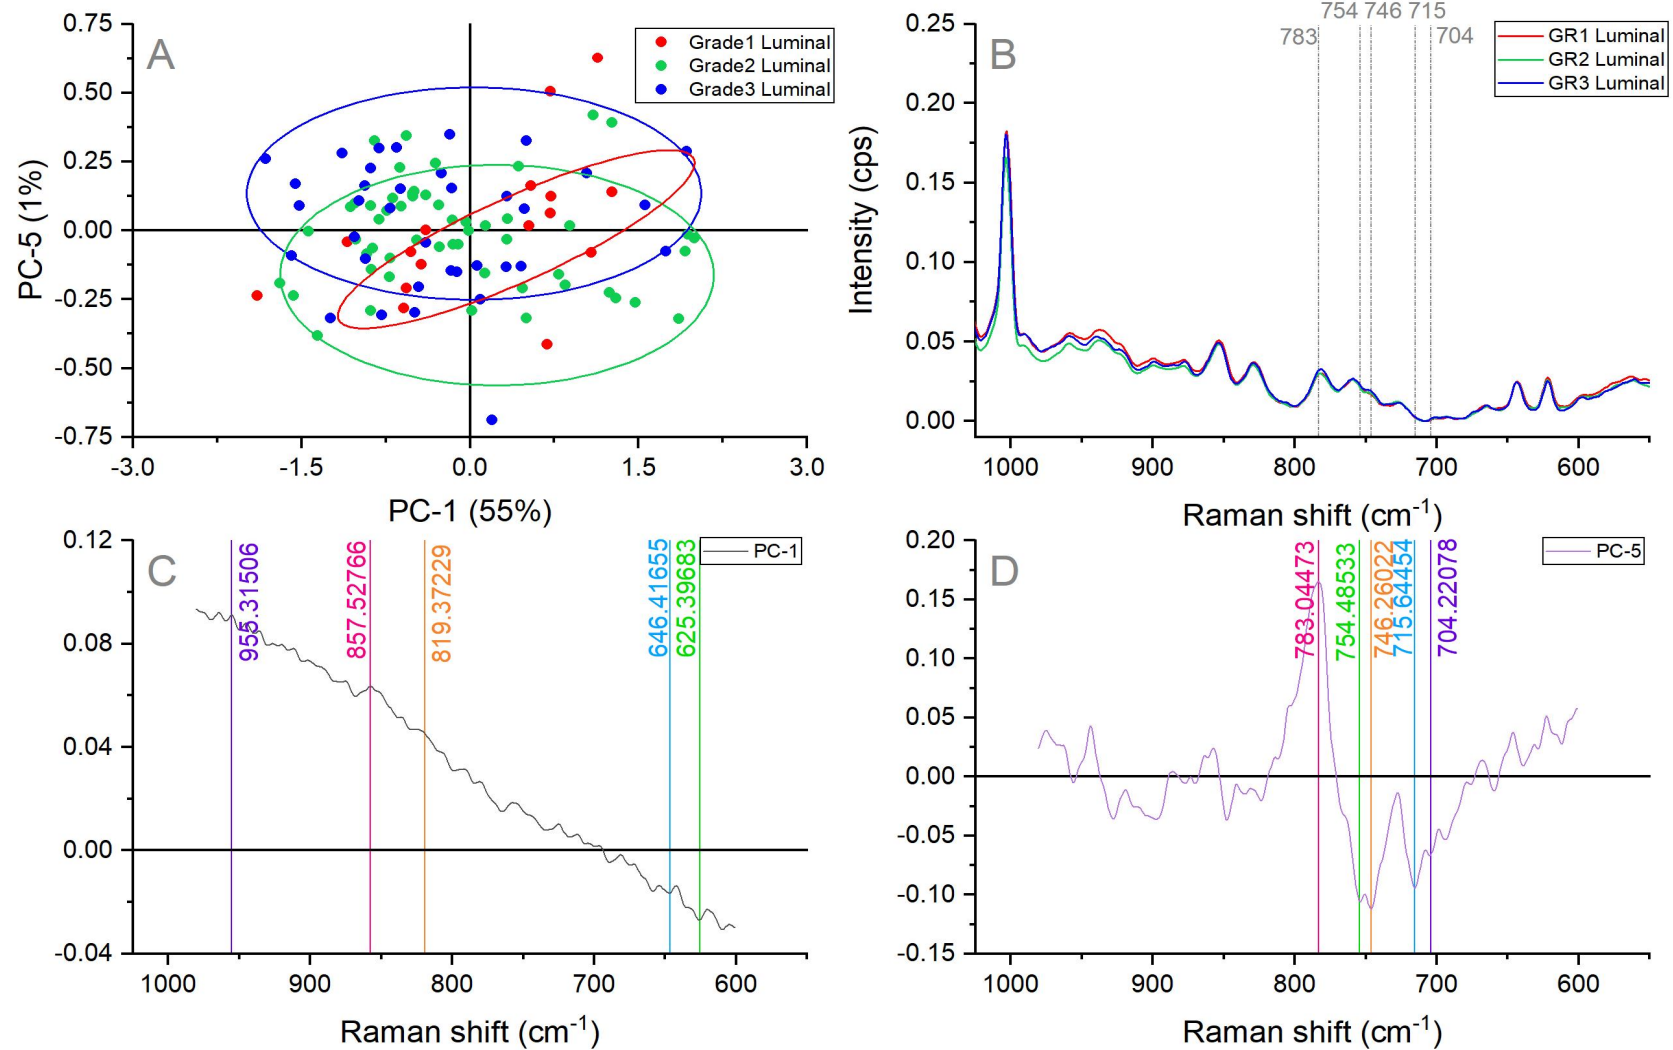 A
0.75
0.50
0.25
0.00
-0.25
-0.50
-0.75
PC-5 (1%)
Grade1 Luminal
Grade2 Luminal
Grade3 Luminal
-3.0 -1.5 0.0 1.5 3.0
PC-1 (55%)
B
0.25
0.20
0.15
0.10
0.05
0.00
Intensity (cps)
754 746 715
783 704
GR1 Luminal
GR2 Luminal
GR3 Luminal
1000 900 800 700 600
Raman shift (cm⁻¹)
C
0.12
0.08
0.04
0.00
-0.04
955.31506
857.52766
819.37229
646.41655
625.39683
PC-1
1000 900 800 700 600
Raman shift (cm⁻¹)
D
0.20
0.15
0.10
0.05
0.00
-0.05
-0.10
-0.15
783.04473
754.48533
746.26022
715.64454
704.22078
PC-5
1000 900 800 700 600
Raman shift (cm⁻¹)